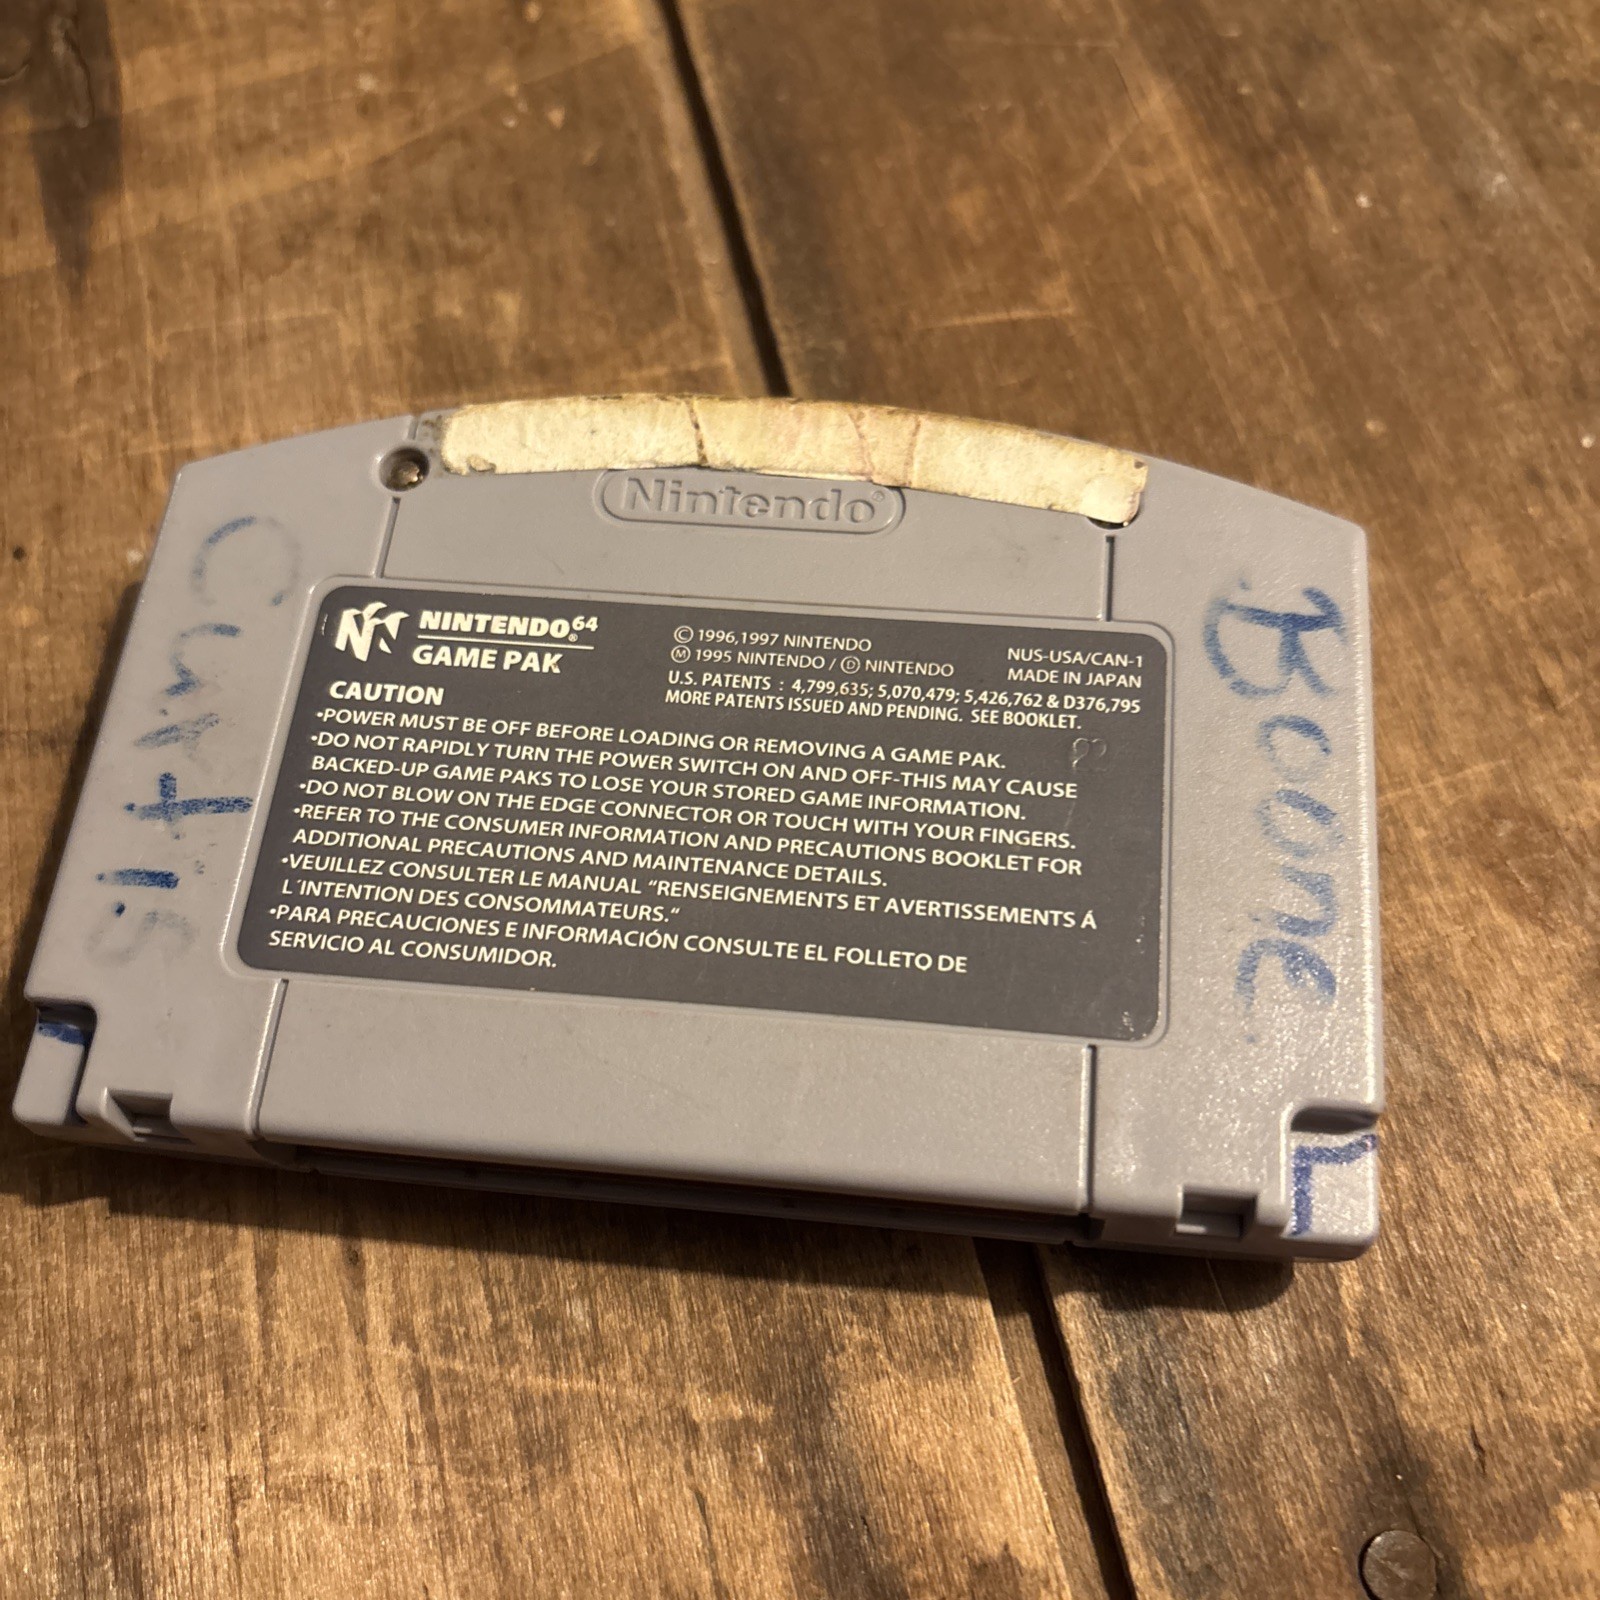 Nintendo®
Curtis
NINTENDO64®
GAME PAK
© 1996,1997 NINTENDO
Ⓜ 1995 NINTENDO / Ⓓ NINTENDO
U.S. PATENTS : 4,799,635; 5,070,479; 5,426,762 & D376,795
MORE PATENTS ISSUED AND PENDING. SEE BOOKLET.
NUS-USA/CAN-1
MADE IN JAPAN
CAUTION
•POWER MUST BE OFF BEFORE LOADING OR REMOVING A GAME PAK.
•DO NOT RAPIDLY TURN THE POWER SWITCH ON AND OFF-THIS MAY CAUSE
BACKED-UP GAME PAKS TO LOSE YOUR STORED GAME INFORMATION.
•DO NOT BLOW ON THE EDGE CONNECTOR OR TOUCH WITH YOUR FINGERS.
•REFER TO THE CONSUMER INFORMATION AND PRECAUTIONS BOOKLET FOR
ADDITIONAL PRECAUTIONS AND MAINTENANCE DETAILS.
•VEUILLEZ CONSULTER LE MANUAL “RENSEIGNEMENTS ET AVERTISSEMENTS Á
L'INTENTION DES CONSOMMATEURS.“
•PARA PRECAUCIONES E INFORMACIÓN CONSULTE EL FOLLETO DE
SERVICIO AL CONSUMIDOR.
Boone